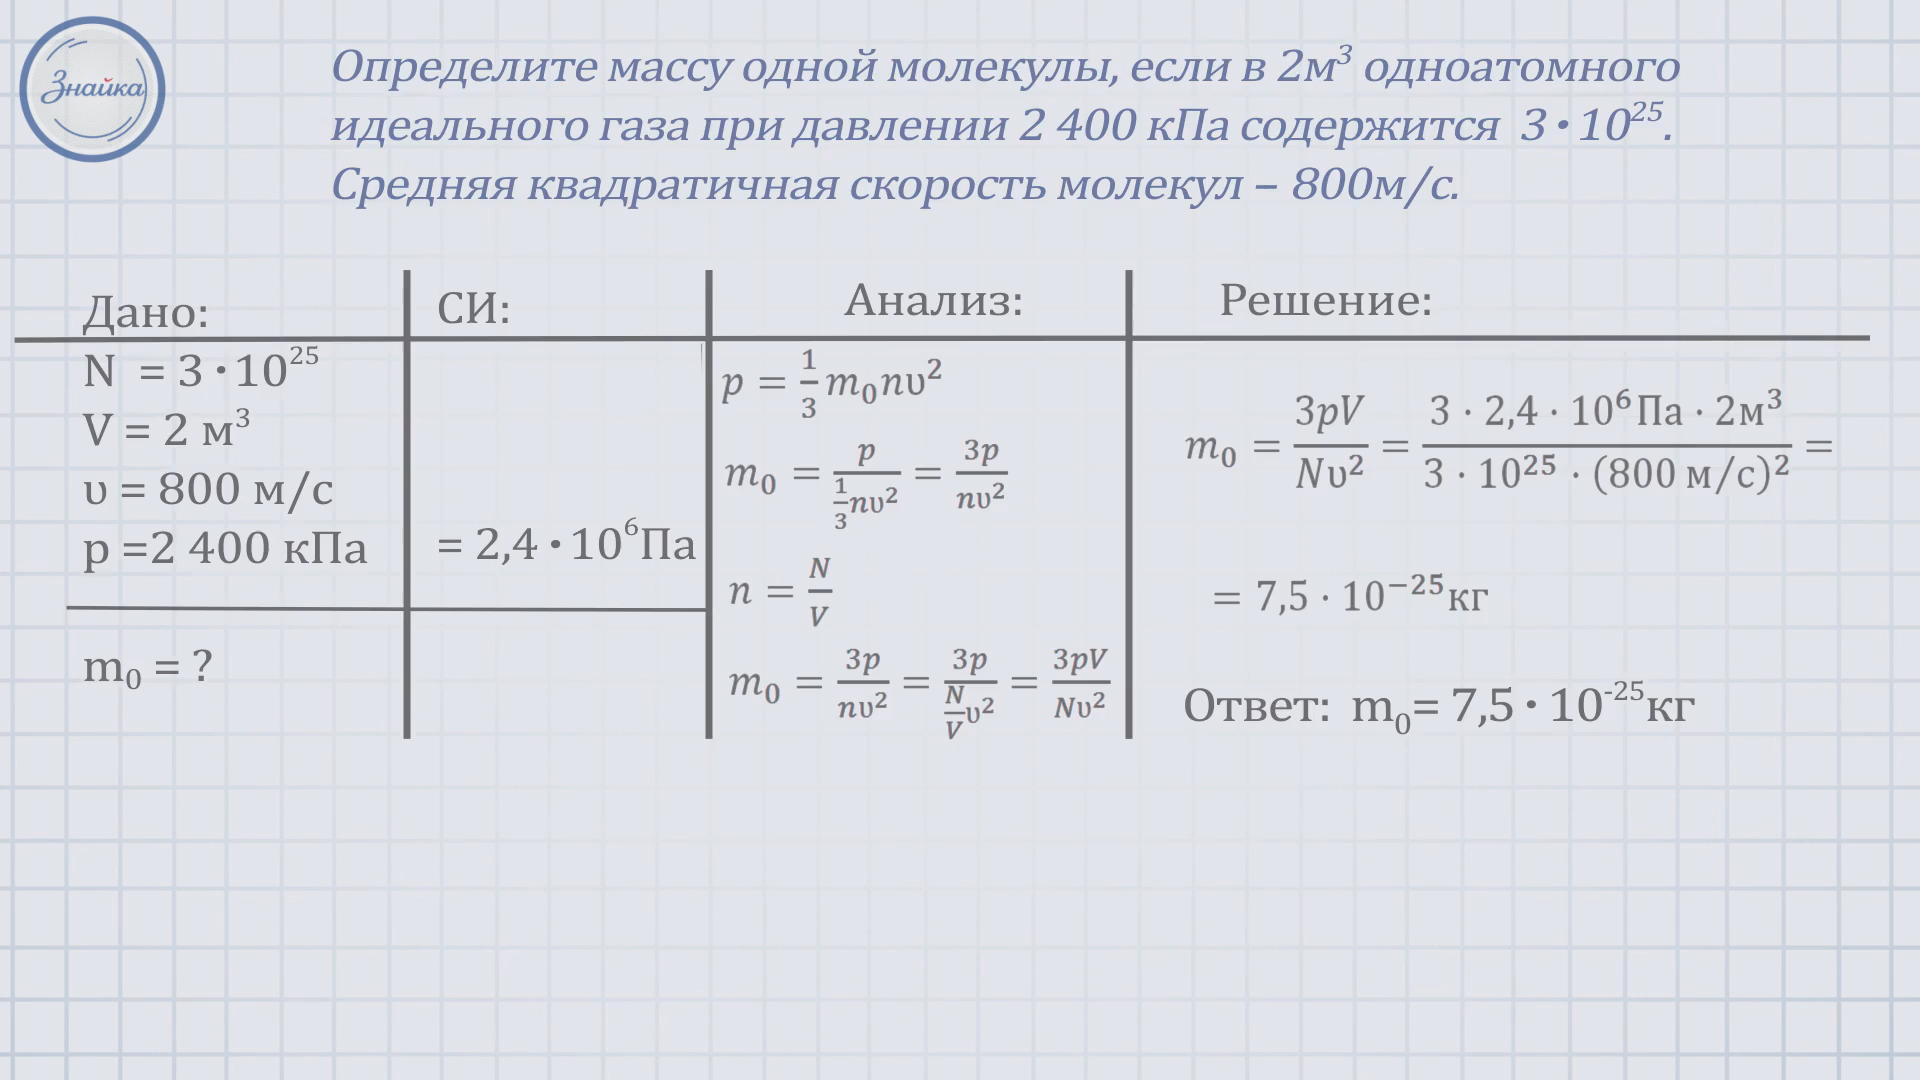 Знайка
Определите массу одной молекулы, если в 2м³ одноатомного
идеального газа при давлении 2 400 кПа содержится 3 • 10²⁵.
Средняя квадратичная скорость молекул – 800м/с.
Дано:
N = 3 • 10²⁵
V = 2 м³
υ = 800 м/с
p =2 400 кПа
m₀ = ?
СИ:
= 2,4 • 10⁶Па
Анализ:
p = 1/3 m₀nυ²
m₀ = p/(1/3 nυ²) = 3p/(nυ²)
n = N/V
m₀ = 3p/(nυ²) = 3p/(N/V υ²) = 3pV/(Nυ²)
Решение:
m₀ = 3pV/(Nυ²) = (3 · 2,4 · 10⁶Па · 2м³)/(3 · 10²⁵ · (800 м/с)²) =
= 7,5 · 10⁻²⁵кг
Ответ: m₀= 7,5 • 10⁻²⁵кг